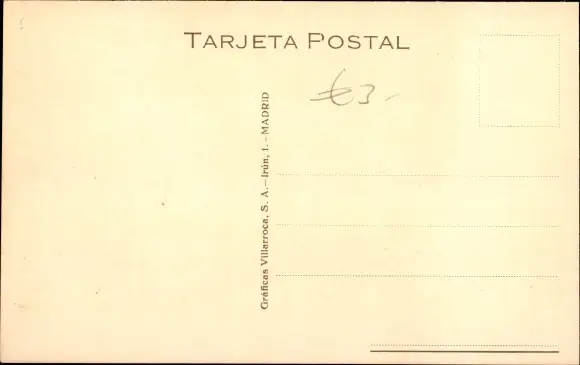 TARJETA POSTAL
€3-
Gráficas Villarroca, S. A.—Irún, 1. - MADRID